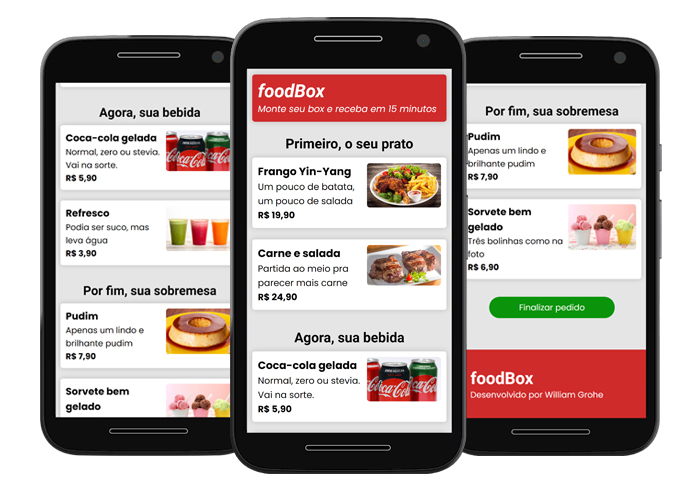 Agora, sua bebida
Coca-cola gelada
Normal, zero ou stevia.
Vai na sorte.
R$ 5,90
Refresco
Podia ser suco, mas
leva água
R$ 3,90
Por fim, sua sobremesa
Pudim
Apenas um lindo e
brilhante pudim
R$ 7,90
Sorvete bem
gelado
foodBox
Monte seu box e receba em 15 minutos
Primeiro, o seu prato
Frango Yin-Yang
Um pouco de batata,
um pouco de salada
R$ 19,90
Carne e salada
Partida ao meio pra
parecer mais carne
R$ 24,90
Agora, sua bebida
Coca-cola gelada
Normal, zero ou stevia.
Vai na sorte.
R$ 5,90
Por fim, sua sobremesa
Pudim
Apenas um lindo e
brilhante pudim
R$ 7,90
Sorvete bem
gelado
Três bolinhas como na
foto
R$ 6,90
Finalizar pedido
foodBox
Desenvolvido por William Grohe